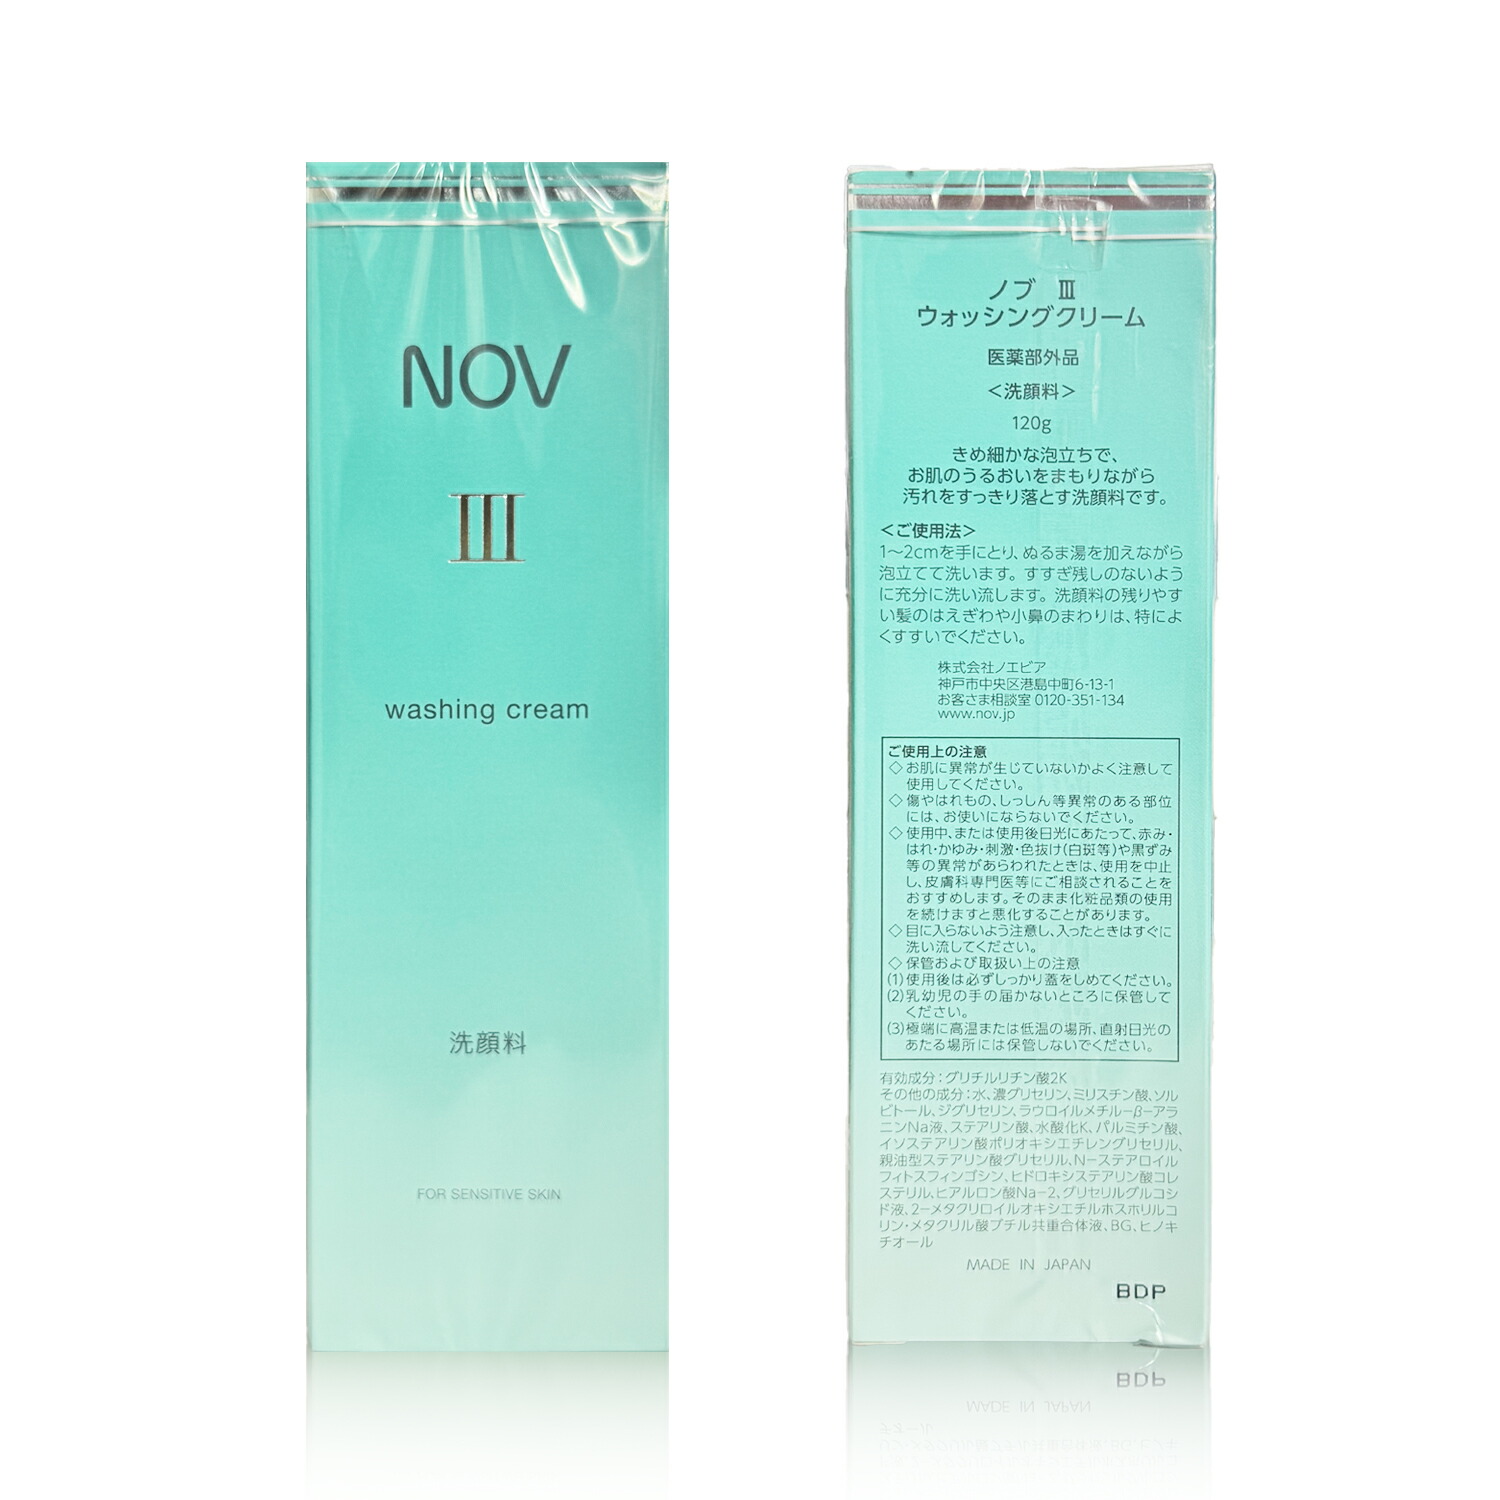 NOV
III
washing cream
洗顔料
FOR SENSITIVE SKIN
ノブ III
ウォッシングクリーム
医薬部外品
＜洗顔料＞
120g
きめ細かな泡立ちで、
お肌のうるおいをまもりながら
汚れをすっきり落とす洗顔料です。
＜ご使用法＞
1〜2cmを手にとり、ぬるま湯を加えながら
泡立てて洗います。すすぎ残しのないよう
に充分に洗い流します。洗顔料の残りやす
い髪のはえぎわや小鼻のまわりは、特によ
くすすいでください。
株式会社ノエビア
神戸市中央区港島中町6-13-1
お客さま相談室 0120-351-134
www.nov.jp
ご使用上の注意
◇お肌に異常が生じていないかよく注意して
使用してください。
◇傷やはれもの、しっしん等異常のある部位
には、お使いにならないでください。
◇使用中、または使用後日光にあたって、赤み・
はれ・かゆみ・刺激・色抜け(白斑等)や黒ずみ
等の異常があらわれたときは、使用を中止
し、皮膚科専門医等にご相談されることを
おすすめします。そのまま化粧品類の使用
を続けますと悪化することがあります。
◇目に入らないよう注意し、入ったときはすぐに
洗い流してください。
◇保管および取扱い上の注意
(1)使用後は必ずしっかり蓋をしめてください。
(2)乳幼児の手の届かないところに保管して
ください。
(3)極端に高温または低温の場所、直射日光の
あたる場所には保管しないでください。
有効成分：グリチルリチン酸2K
その他の成分：水、濃グリセリン、ミリスチン酸、ソル
ビトール、ジグリセリン、ラウロイルメチル−β−アラ
ニンNa液、ステアリン酸、水酸化K、パルミチン酸、
イソステアリン酸ポリオキシエチレングリセリル、
親油型ステアリン酸グリセリル、N−ステアロイル
フィトスフィンゴシン、ヒドロキシステアリン酸コレ
ステリル、ヒアルロン酸Na−2、グリセリルグルコシ
ド液、2−メタクリロイルオキシエチルホスホリルコ
リン・メタクリル酸ブチル共重合体液、BG、ヒノキ
チオール
MADE IN JAPAN
BDP